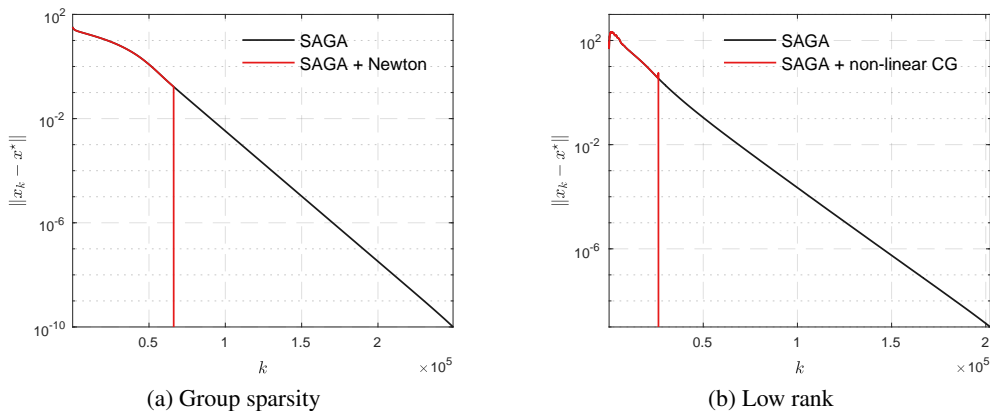 10^2
10^-2
10^-6
10^-10
||x_k − x^⋆||
SAGA
SAGA + Newton
0.5
1
1.5
2
× 10^5
k
(a) Group sparsity
10^2
10^-2
10^-6
||x_k − x^⋆||
SAGA
SAGA + non-linear CG
0.5
1
1.5
2
× 10^5
k
(b) Low rank